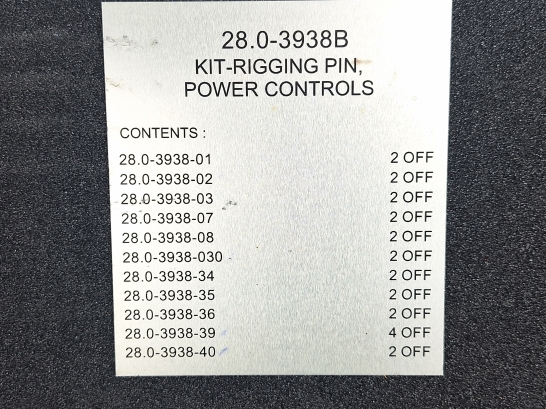 28.0-3938B
KIT-RIGGING PIN,
POWER CONTROLS
CONTENTS :
28.0-3938-01 2 OFF
28.0-3938-02 2 OFF
28.0-3938-03 2 OFF
28.0-3938-07 2 OFF
28.0-3938-08 2 OFF
28.0-3938-030 2 OFF
28.0-3938-34 2 OFF
28.0-3938-35 2 OFF
28.0-3938-36 2 OFF
28.0-3938-39 4 OFF
28.0-3938-40 2 OFF